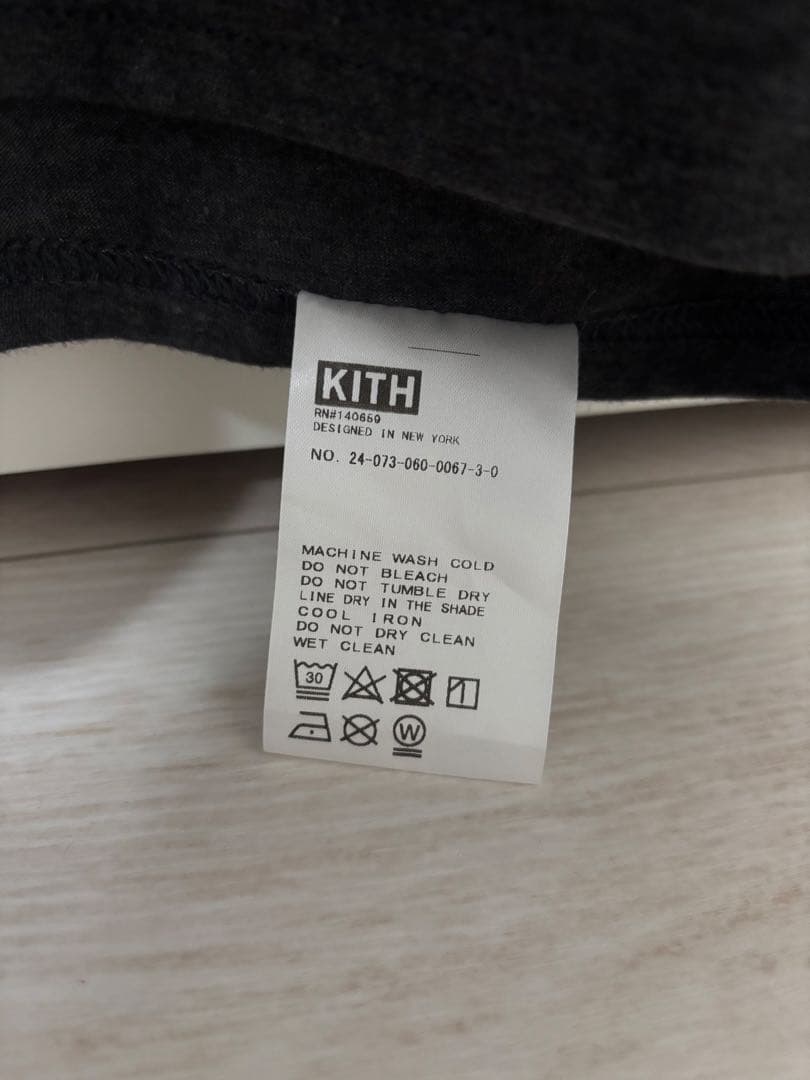 KITH
RN#140659
DESIGNED IN NEW YORK
NO. 24-073-060-0067-3-0
MACHINE WASH COLD
DO NOT BLEACH
DO NOT TUMBLE DRY
LINE DRY IN THE SHADE
COOL IRON
DO NOT DRY CLEAN
WET CLEAN
30
W